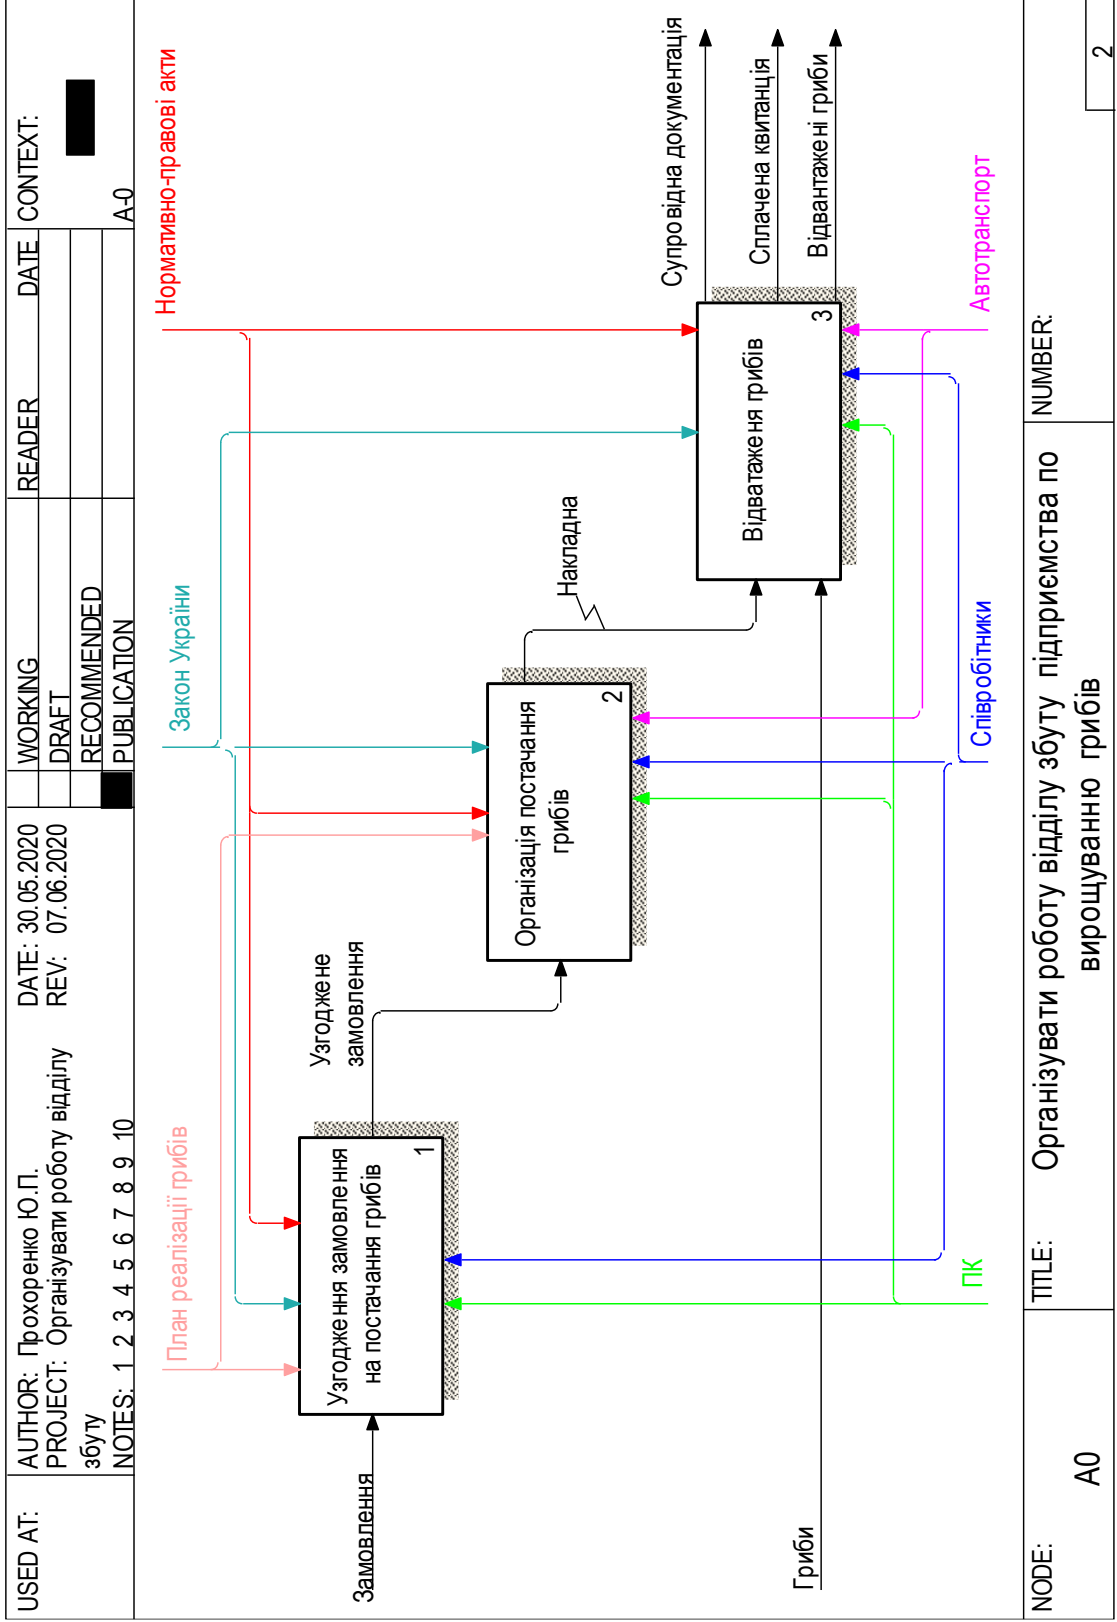 USED AT:
AUTHOR: Прохоренко Ю.П.
DATE: 30.05.2020
PROJECT: Організувати роботу відділу
REV: 07.06.2020
збуту
NOTES: 1 2 3 4 5 6 7 8 9 10
WORKING
DRAFT
RECOMMENDED
PUBLICATION
READER
DATE
CONTEXT:
A-0
План реалізації грибів
Закон України
Нормативно-правові акти
Замовлення
Узгодження замовлення
на постачання грибів
1
Узгоджене
замовлення
Організація постачання
грибів
2
Накладна
Відватаження грибів
3
Супровідна документація
Сплачена квитанція
Відвантажені гриби
Гриби
ПК
Співробітники
Автотранспорт
NODE:
A0
TITLE:
Організувати роботу відділу збуту підприємства по
вирощуванню грибів
NUMBER:
2